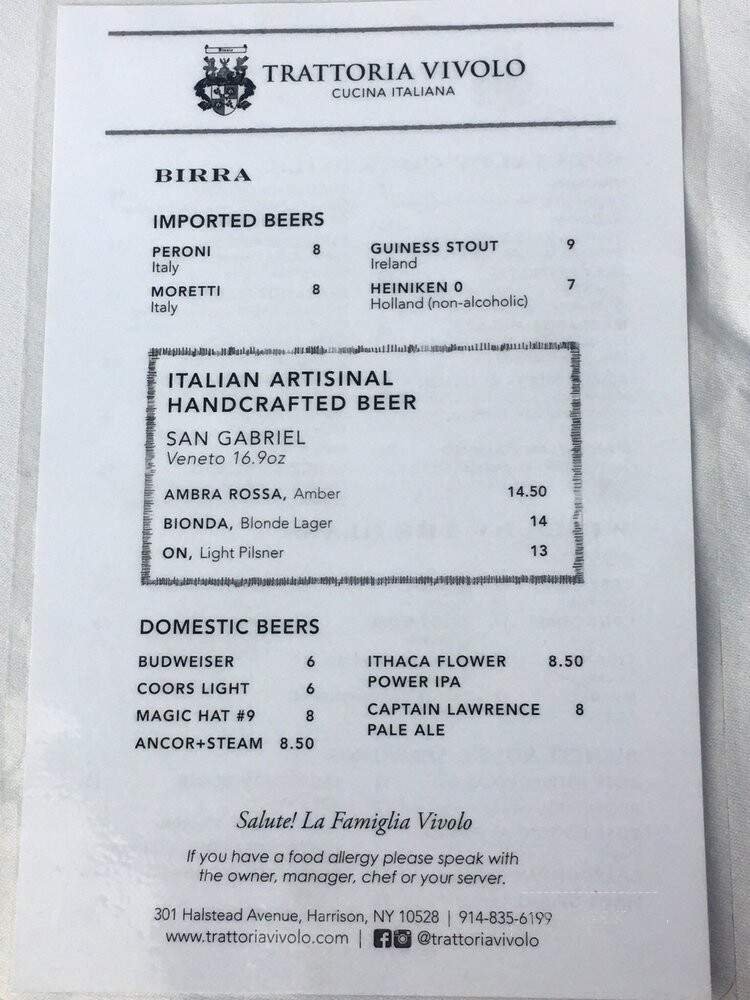 TRATTORIA VIVOLO
CUCINA ITALIANA
BIRRA
IMPORTED BEERS
PERONI 8
Italy
MORETTI 8
Italy
GUINESS STOUT 9
Ireland
HEINIKEN 0 7
Holland (non-alcoholic)
ITALIAN ARTISINAL
HANDCRAFTED BEER
SAN GABRIEL
Veneto 16.9oz
AMBRA ROSSA, Amber 14.50
BIONDA, Blonde Lager 14
ON, Light Pilsner 13
DOMESTIC BEERS
BUDWEISER 6
COORS LIGHT 6
MAGIC HAT #9 8
ANCOR+STEAM 8.50
ITHACA FLOWER 8.50
POWER IPA
CAPTAIN LAWRENCE 8
PALE ALE
Salute! La Famiglia Vivolo
If you have a food allergy please speak with
the owner, manager, chef or your server.
301 Halstead Avenue, Harrison, NY 10528 | 914-835-6199
www.trattoriavivolo.com | @trattoriavivolo